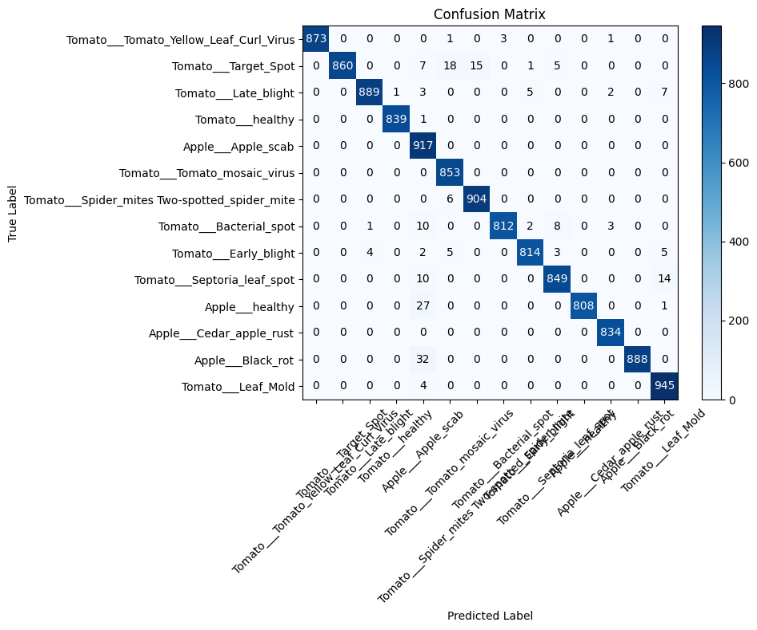 Confusion Matrix
Tomato___Tomato_Yellow_Leaf_Curl_Virus 873 0 0 0 0 1 0 3 0 0 0 1 0 0
Tomato___Target_Spot 0 860 0 0 7 18 15 0 1 5 0 0 0 0
Tomato___Late_blight 0 0 889 1 3 0 0 0 5 0 0 2 0 7
Tomato___healthy 0 0 0 839 1 0 0 0 0 0 0 0 0 0
Apple___Apple_scab 0 0 0 0 917 0 0 0 0 0 0 0 0 0
Tomato___Tomato_mosaic_virus 0 0 0 0 0 853 0 0 0 0 0 0 0 0
Tomato___Spider_mites Two-spotted_spider_mite 0 0 0 0 0 6 904 0 0 0 0 0 0 0
Tomato___Bacterial_spot 0 0 1 0 10 0 0 812 2 8 0 3 0 0
Tomato___Early_blight 0 0 4 0 2 5 0 0 814 3 0 0 0 5
Tomato___Septoria_leaf_spot 0 0 0 0 10 0 0 0 0 849 0 0 0 14
Apple___healthy 0 0 0 0 27 0 0 0 0 0 808 0 0 1
Apple___Cedar_apple_rust 0 0 0 0 0 0 0 0 0 0 0 834 0 0
Apple___Black_rot 0 0 0 0 32 0 0 0 0 0 0 0 888 0
Tomato___Leaf_Mold 0 0 0 0 4 0 0 0 0 0 0 0 0 945
True Label
Tomato___Tomato_Yellow_Leaf_Curl_Virus
Tomato___Target_Spot
Tomato___Late_blight
Tomato___healthy
Apple___Apple_scab
Tomato___Tomato_mosaic_virus
Tomato___Spider_mites Two-spotted_spider_mite
Tomato___Bacterial_spot
Tomato___Early_blight
Tomato___Septoria_leaf_spot
Apple___healthy
Apple___Cedar_apple_rust
Apple___Black_rot
Tomato___Leaf_Mold
Predicted Label
800
600
400
200
0